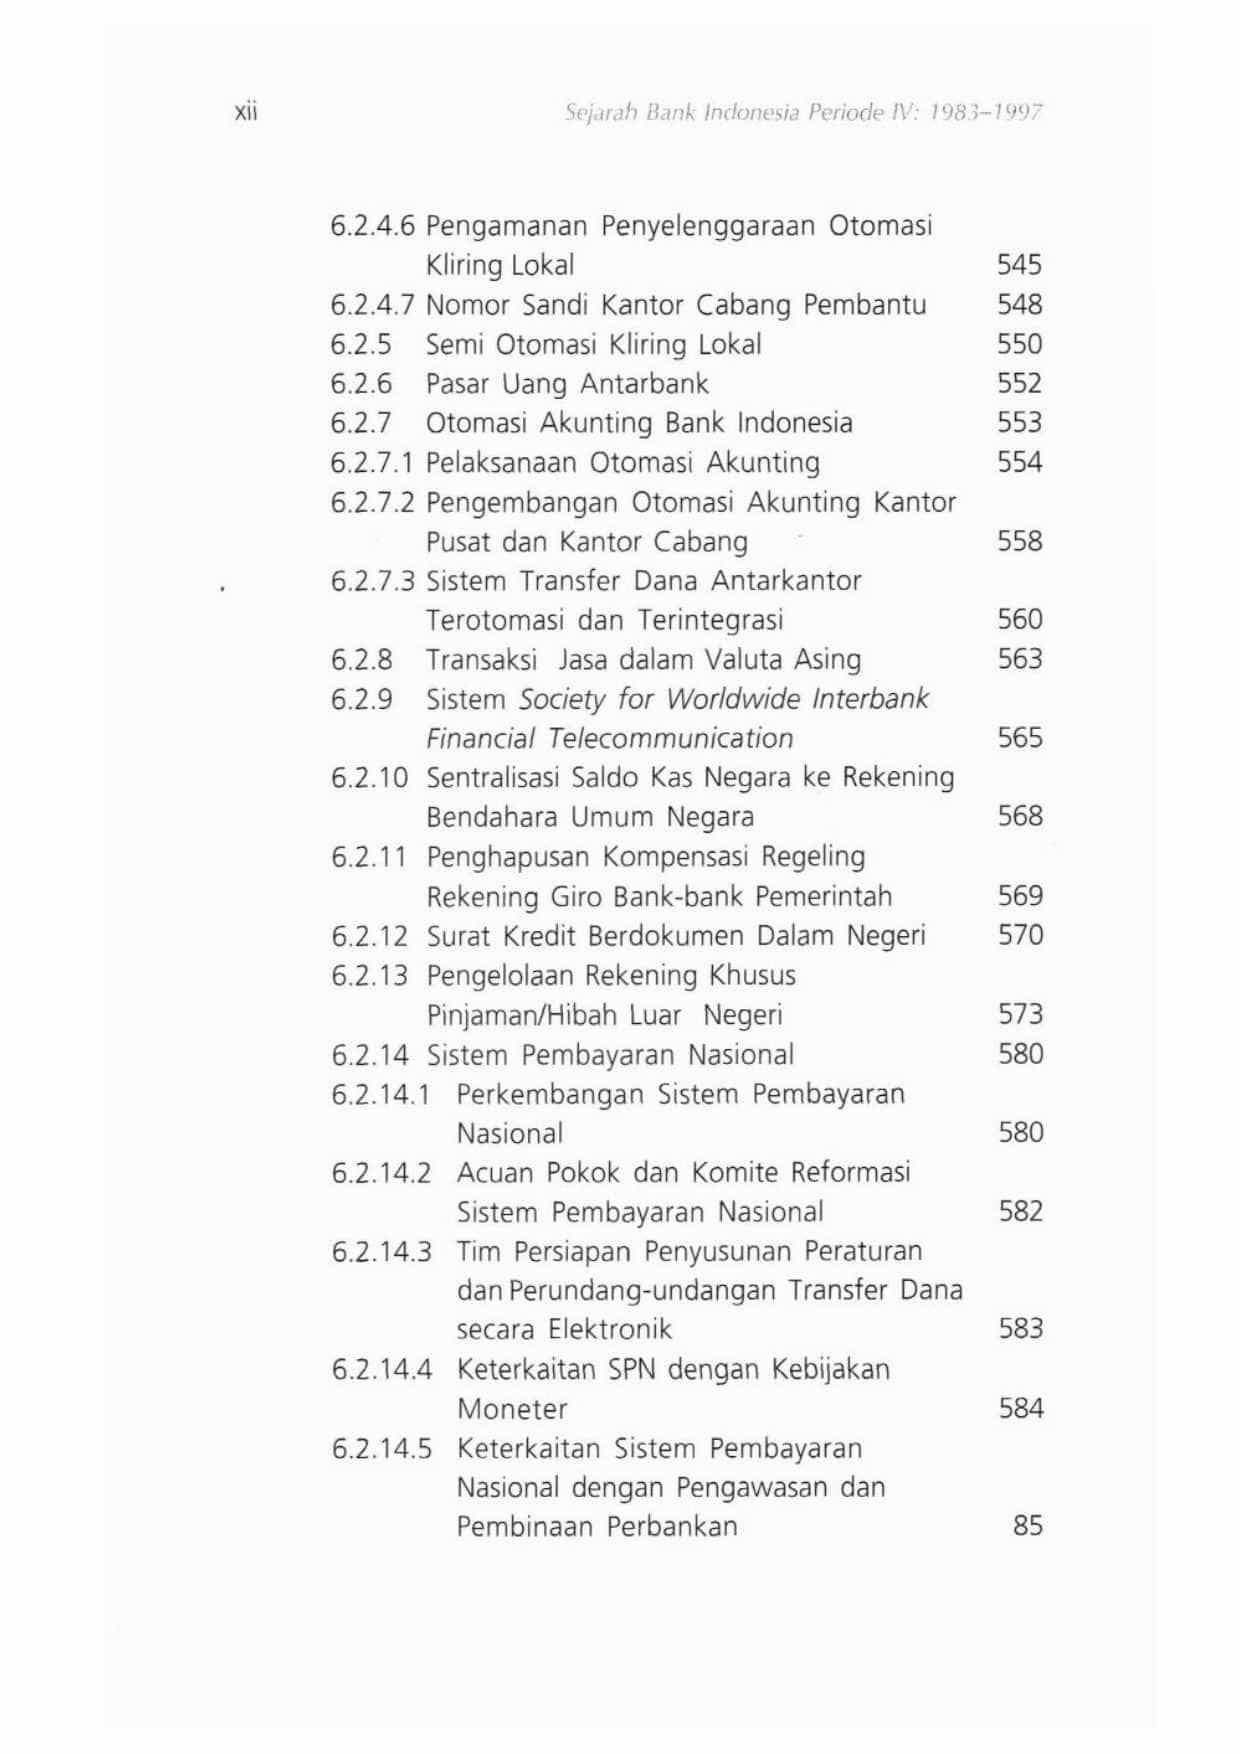 xii Sejarah Bank Indonesia Periode IV: 1983–1997
6.2.4.6 Pengamanan Penyelenggaraan Otomasi
Kliring Lokal 545
6.2.4.7 Nomor Sandi Kantor Cabang Pembantu 548
6.2.5 Semi Otomasi Kliring Lokal 550
6.2.6 Pasar Uang Antarbank 552
6.2.7 Otomasi Akunting Bank Indonesia 553
6.2.7.1 Pelaksanaan Otomasi Akunting 554
6.2.7.2 Pengembangan Otomasi Akunting Kantor
Pusat dan Kantor Cabang 558
6.2.7.3 Sistem Transfer Dana Antarkantor
Terotomasi dan Terintegrasi 560
6.2.8 Transaksi Jasa dalam Valuta Asing 563
6.2.9 Sistem Society for Worldwide Interbank
Financial Telecommunication 565
6.2.10 Sentralisasi Saldo Kas Negara ke Rekening
Bendahara Umum Negara 568
6.2.11 Penghapusan Kompensasi Regeling
Rekening Giro Bank-bank Pemerintah 569
6.2.12 Surat Kredit Berdokumen Dalam Negeri 570
6.2.13 Pengelolaan Rekening Khusus
Pinjaman/Hibah Luar Negeri 573
6.2.14 Sistem Pembayaran Nasional 580
6.2.14.1 Perkembangan Sistem Pembayaran
Nasional 580
6.2.14.2 Acuan Pokok dan Komite Reformasi
Sistem Pembayaran Nasional 582
6.2.14.3 Tim Persiapan Penyusunan Peraturan
dan Perundang-undangan Transfer Dana
secara Elektronik 583
6.2.14.4 Keterkaitan SPN dengan Kebijakan
Moneter 584
6.2.14.5 Keterkaitan Sistem Pembayaran
Nasional dengan Pengawasan dan
Pembinaan Perbankan 85